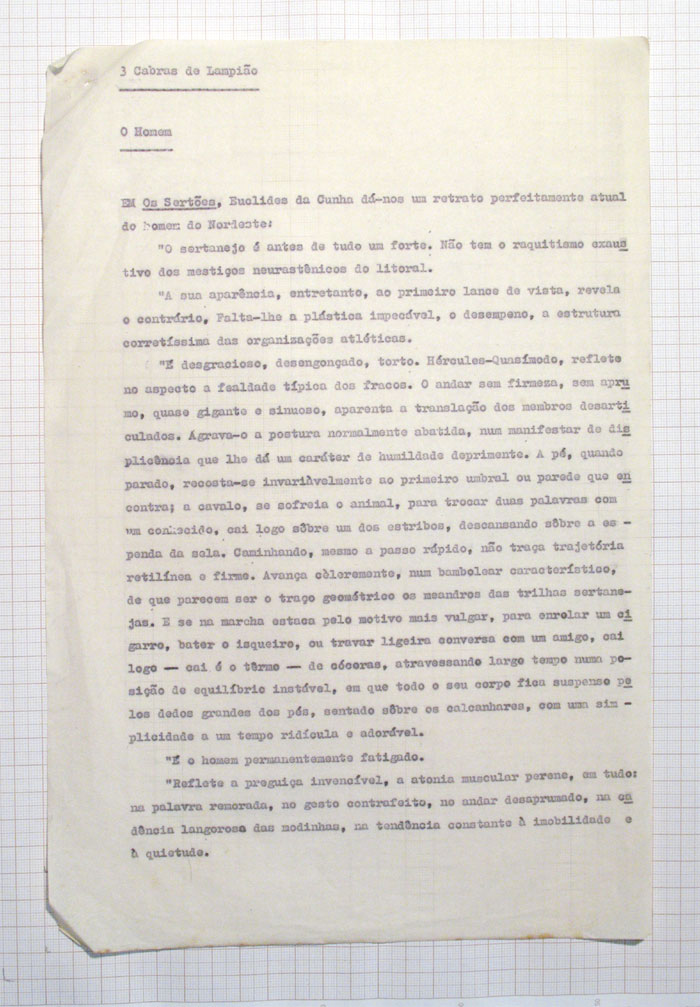 3 Cabras de Lampião
O Homem
EM Os Sertões, Euclides da Cunha dá-nos um retrato perfeitamente atual
do homem do Nordeste:
"O sertanejo é antes de tudo um forte. Não tem o raquitismo exaus
tivo dos mestiços neurastênicos do litoral.
"A sua aparência, entretanto, ao primeiro lance de vista, revela
o contrário, Falta-lhe a plástica impecável, o desempeno, a estrutura
corretíssima das organizações atléticas.
"É desgracioso, desengonçado, torto. Hércules-Quasímodo, reflete
no aspecto a fealdade típica dos fracos. O andar sem firmeza, sem apru
mo, quase gigante e sinuoso, aparenta a translação dos membros desarti
culados. Agrava-o a postura normalmente abatida, num manifestar de dis
plicência que lhe dá um caráter de humildade deprimente. A pé, quando
parado, recosta-se invariàvelmente ao primeiro umbral ou parede que en
contra; a cavalo, se sofreia o animal, para trocar duas palavras com
um conhecido, cai logo sôbre um dos estribos, descansando sôbre a es -
penda da sela. Caminhando, mesmo a passo rápido, não traça trajetória
retilínea e firme. Avança cèleremente, num bambolear característico,
de que parecem ser o traço geométrico os meandros das trilhas sertane-
jas. E se na marcha estaca pelo motivo mais vulgar, para enrolar um ci
garro, bater o isqueiro, ou travar ligeira conversa com um amigo, cai
logo — cai é o têrmo — de cócoras, atravessando largo tempo numa po-
sição de equilíbrio instável, em que todo o seu corpo fica suspenso pe
los dedos grandes dos pés, sentado sôbre os calcanhares, com uma sim -
plicidade a um tempo ridícula e adorável.
"É o homem permanentemente fatigado.
"Reflete a preguiça invencível, a atonia muscular perene, em tudo:
na palavra remorada, no gesto contrafeito, no andar desaprumado, na ca
dência langorosa das modinhas, na tendência constante à imobilidade e
à quietude.